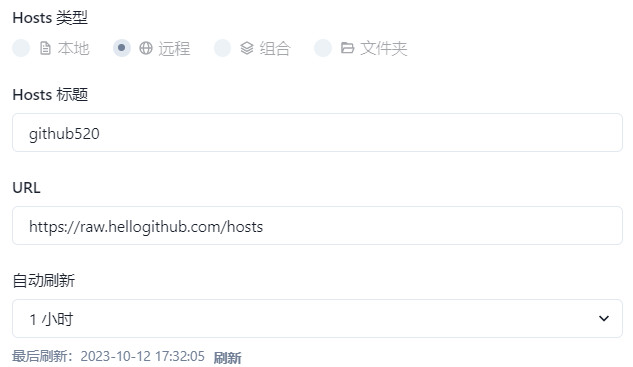 Hosts 类型
本地 远程 组合 文件夹
Hosts 标题
github520
URL
https://raw.hellogithub.com/hosts
自动刷新
1 小时
最后刷新：2023-10-12 17:32:05 刷新